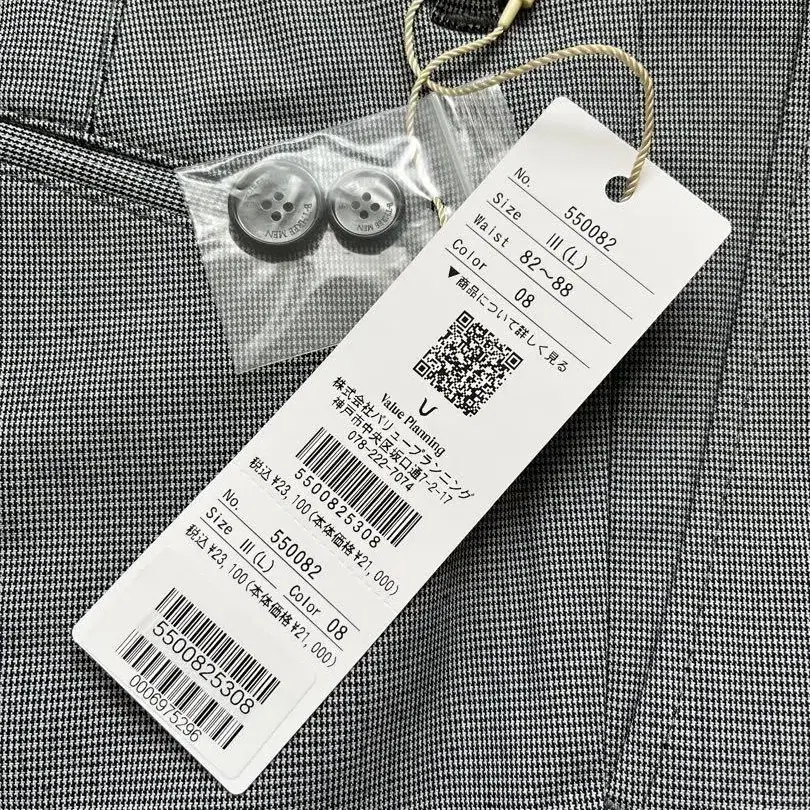 No. 550082
Size III(L)
Waist 82~88
Color 08
▼商品について詳しく見る
Value Planning
株式会社バリュープランニング
神戸市中央区坂口通7-2-17
078-222-7074
5500825308
税込¥23,100(本体価格¥21,000)
No. 550082
Size III(L) Color 08
税込¥23,100(本体価格¥21,000)
5500825308
0006975296